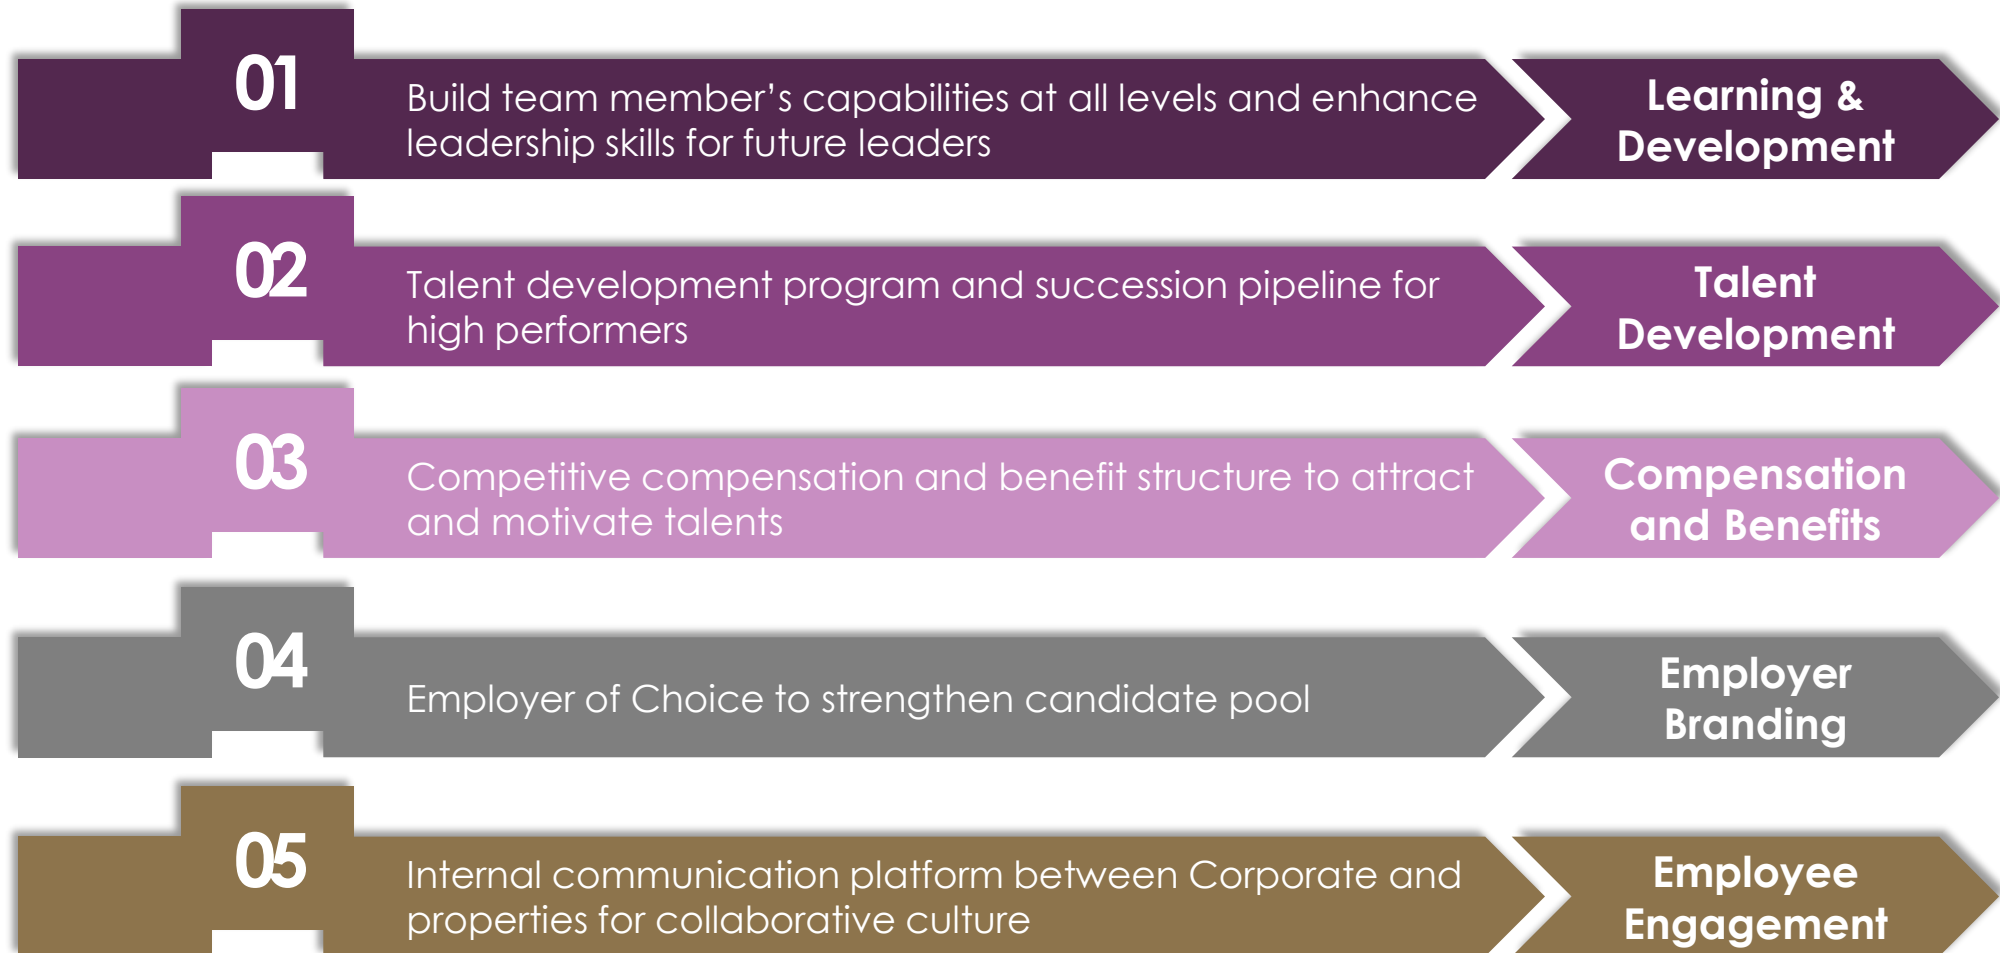 01
Build team member’s capabilities at all levels and enhance
leadership skills for future leaders
Learning &
Development
02
Talent development program and succession pipeline for
high performers
Talent
Development
03
Competitive compensation and benefit structure to attract
and motivate talents
Compensation
and Benefits
04
Employer of Choice to strengthen candidate pool
Employer
Branding
05
Internal communication platform between Corporate and
properties for collaborative culture
Employee
Engagement